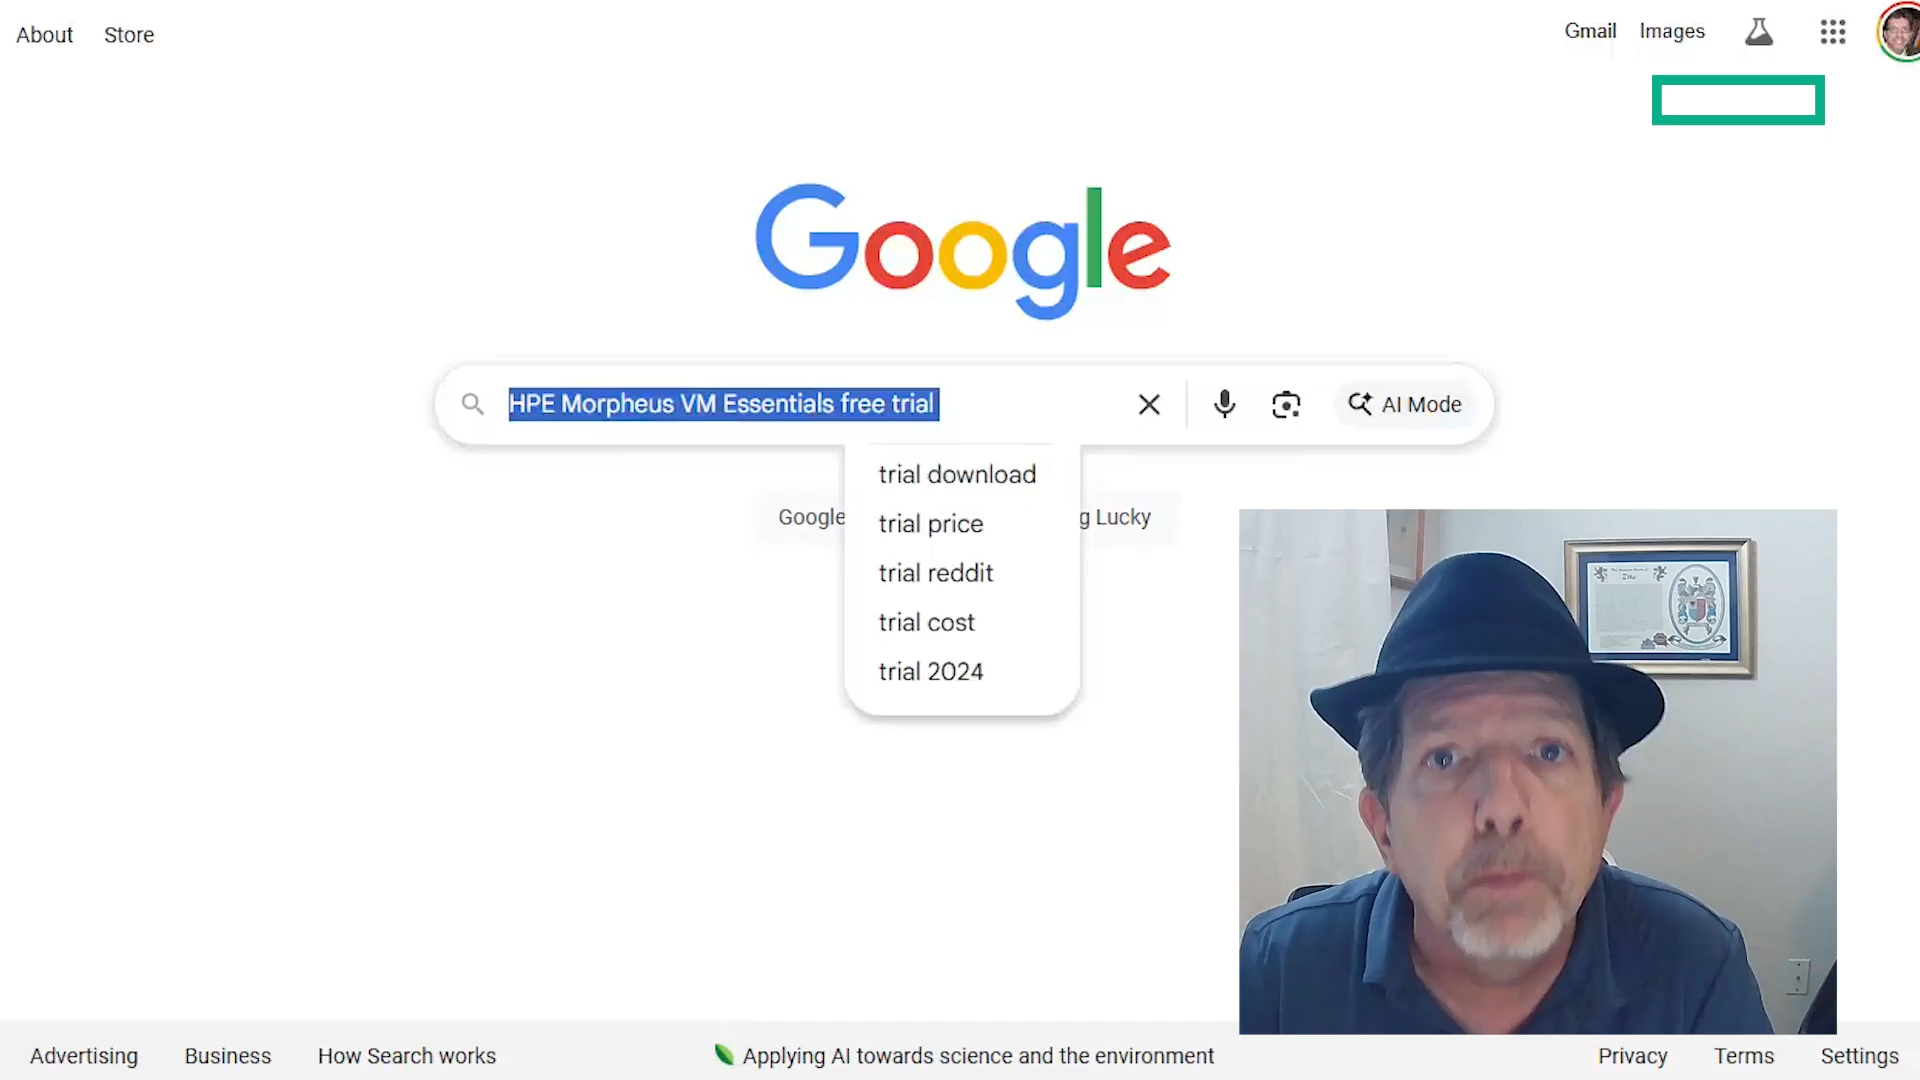 About Store Gmail Images
Google
HPE Morpheus VM Essentials free trial AI Mode
trial download
trial price
trial reddit
trial cost
trial 2024
Google g Lucky
Advertising Business How Search works Applying AI towards science and the environment Privacy Terms Settings